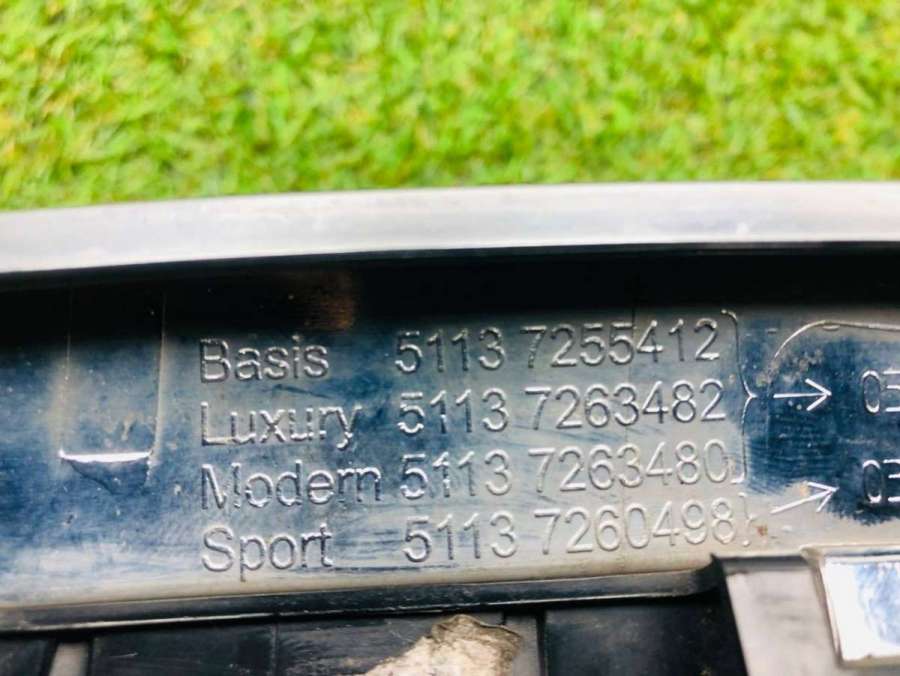 Basis 5113 7255412
Luxury 5113 7263482
Modern 5113 7263480
Sport 5113 7260498